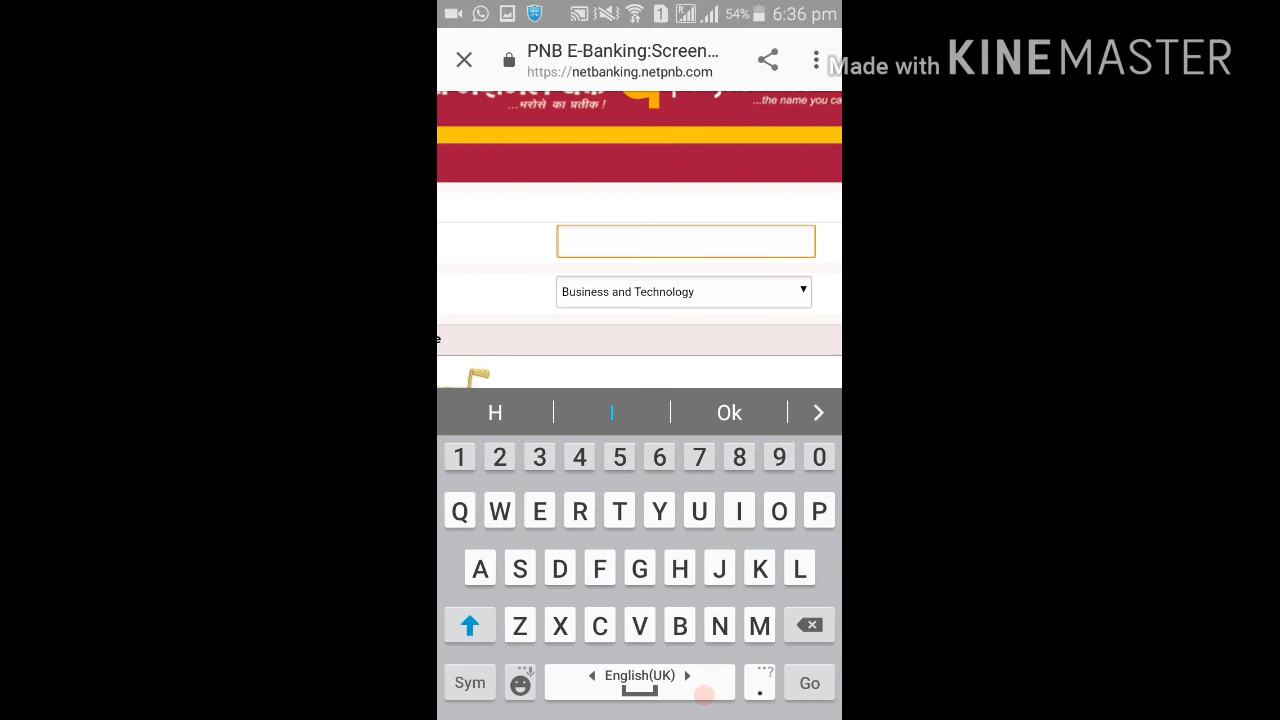 54% 6:36 pm
PNB E-Banking:Screen...
https://netbanking.netpnb.com
Made with KINEMASTER
...भरोसे का प्रतीक !
...the name you ca
Business and Technology
e
H I Ok
1 2 3 4 5 6 7 8 9 0
Q W E R T Y U I O P
A S D F G H J K L
Z X C V B N M
Sym English(UK) . Go